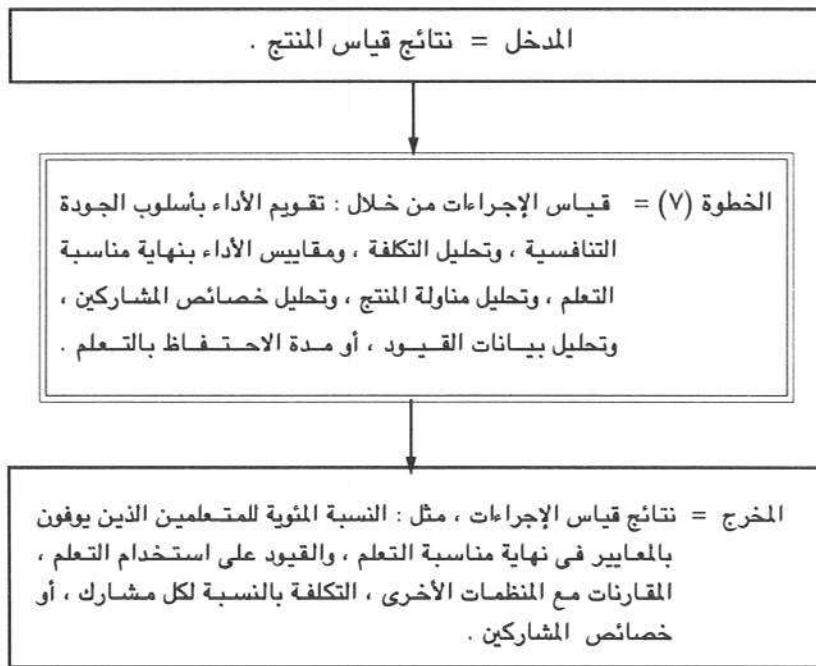 المدخل = نتائج قياس المنتج .
الخطوة (٧) = قياس الإجراءات من خلال : تقويم الأداء بأسلوب الجودة
التنافسية ، وتحليل التكلفة ، ومقاييس الأداء بنهاية مناسبة
التعلم ، وتحليل مناولة المنتج ، وتحليل خصائص المشاركين ،
وتحليل بيانات القيود ، أو مدة الاحتفاظ بالتعلم .
المخرج = نتائج قياس الإجراءات ، مثل : النسبة المئوية للمتعلمين الذين يوفون
بالمعايير فى نهاية مناسبة التعلم ، والقيود على استخدام التعلم ،
المقارنات مع المنظمات الأخرى ، التكلفة بالنسبة لكل مشارك ، أو
خصائص المشاركين .